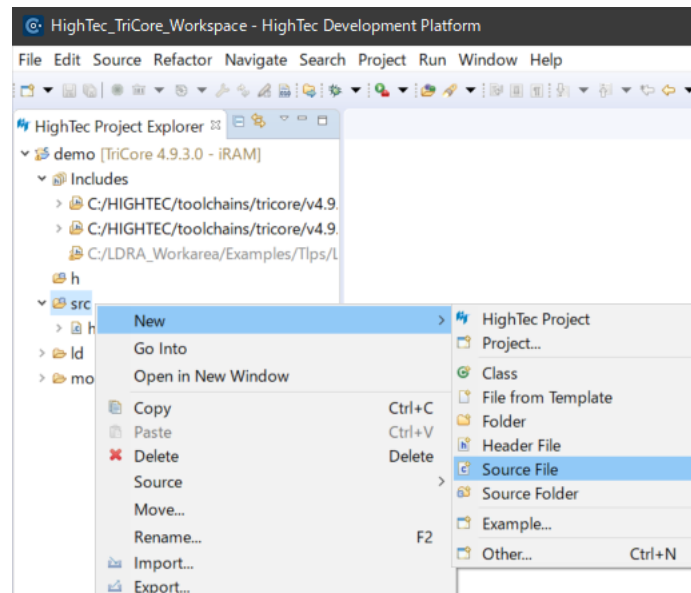 HighTec_TriCore_Workspace - HighTec Development Platform
File Edit Source Refactor Navigate Search Project Run Window Help
HighTec Project Explorer
demo [TriCore 4.9.3.0 - iRAM]
Includes
C:/HIGHTEC/toolchains/tricore/v4.9.
C:/HIGHTEC/toolchains/tricore/v4.9.
C:/LDRA_Workarea/Examples/Tlps/L
h
src
h
ld
mo
New
Go Into
Open in New Window
Copy Ctrl+C
Paste Ctrl+V
Delete Delete
Source
Move...
Rename... F2
Import...
Export...
HighTec Project
Project...
Class
File from Template
Folder
Header File
Source File
Source Folder
Example...
Other... Ctrl+N